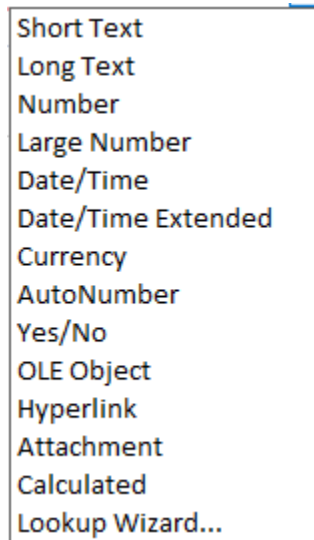 Short Text
Long Text
Number
Large Number
Date/Time
Date/Time Extended
Currency
AutoNumber
Yes/No
OLE Object
Hyperlink
Attachment
Calculated
Lookup Wizard...